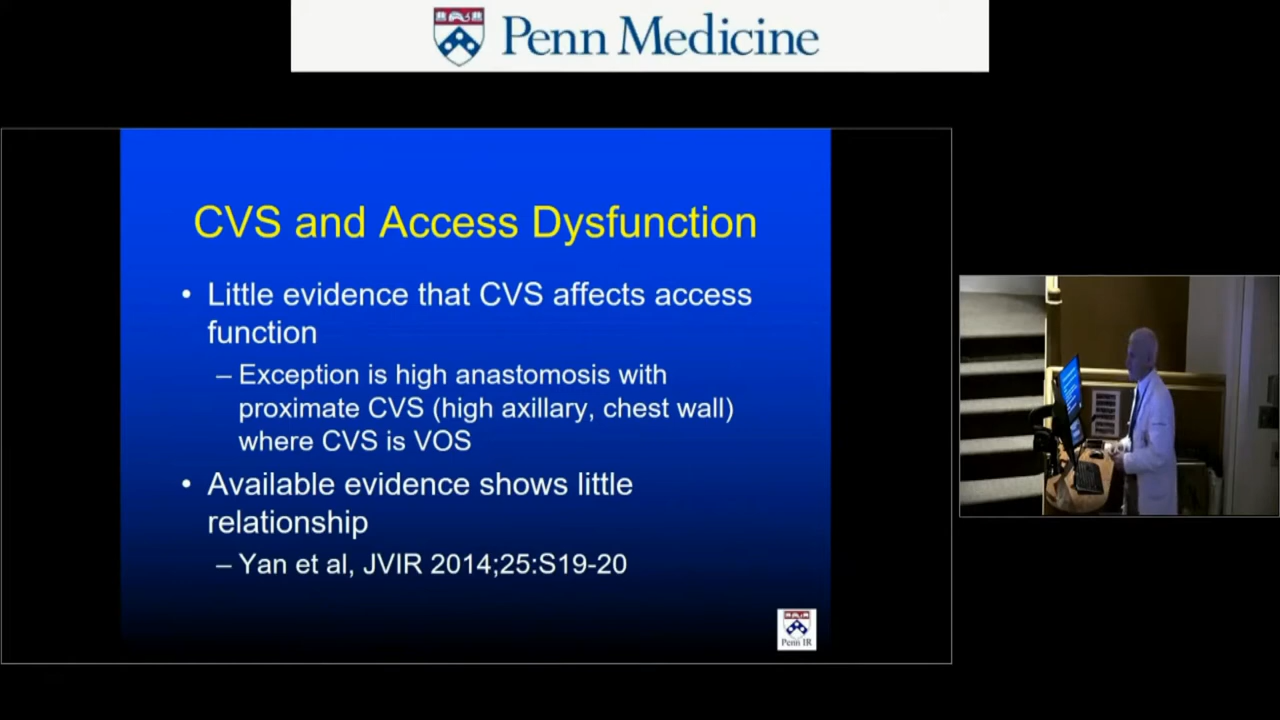 Penn Medicine
CVS and Access Dysfunction
• Little evidence that CVS affects access
function
– Exception is high anastomosis with
proximate CVS (high axillary, chest wall)
where CVS is VOS
• Available evidence shows little
relationship
– Yan et al, JVIR 2014;25:S19-20
Penn IR